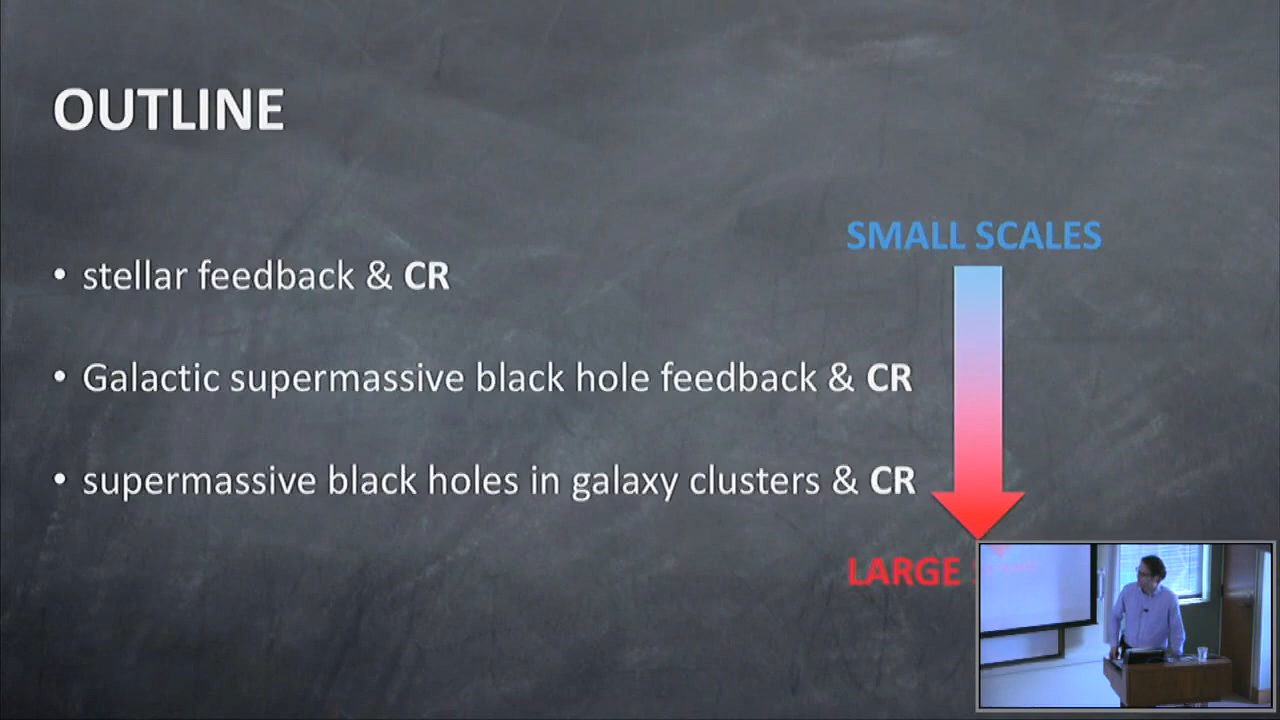 OUTLINE
SMALL SCALES
• stellar feedback & CR
• Galactic supermassive black hole feedback & CR
• supermassive black holes in galaxy clusters & CR
LARGE